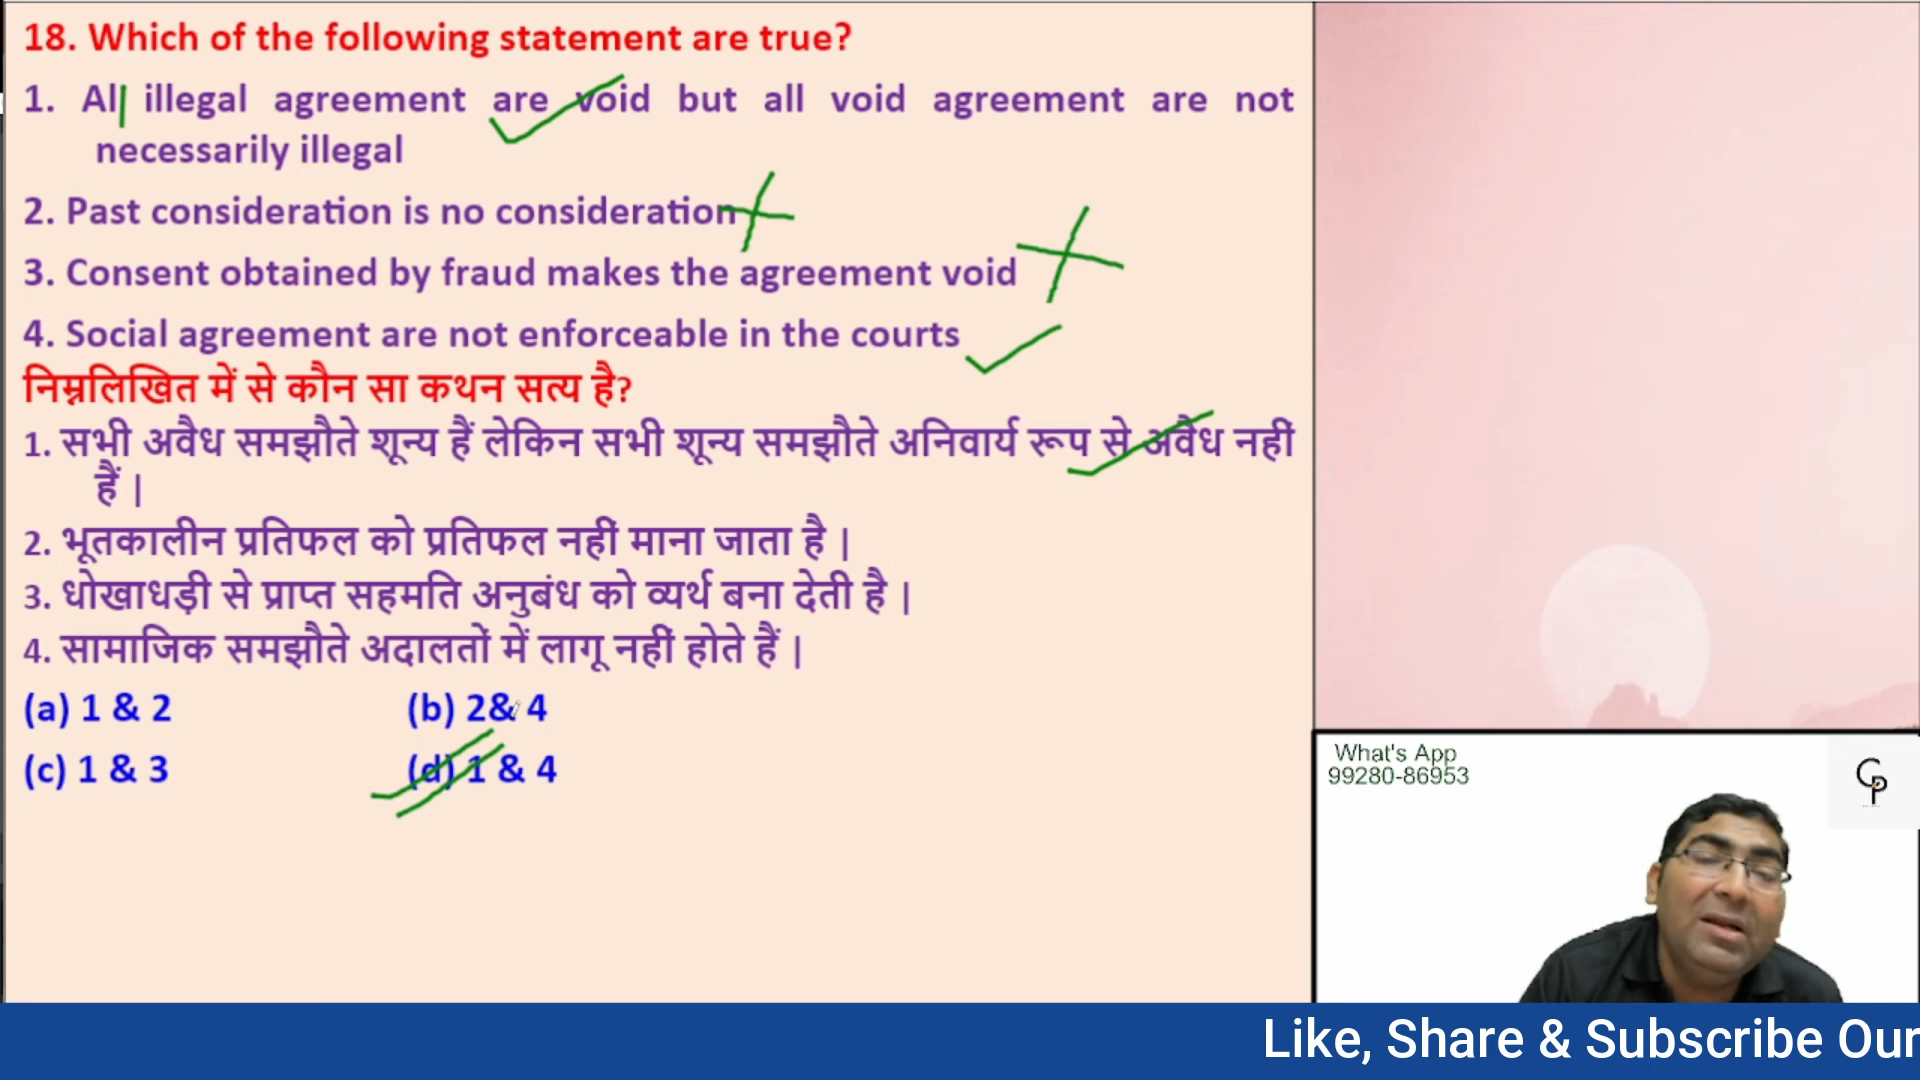 18. Which of the following statement are true?
1. All illegal agreement are void but all void agreement are not
necessarily illegal
2. Past consideration is no consideration
3. Consent obtained by fraud makes the agreement void
4. Social agreement are not enforceable in the courts
निम्नलिखित में से कौन सा कथन सत्य है?
1. सभी अवैध समझौते शून्य हैं लेकिन सभी शून्य समझौते अनिवार्य रूप से अवैध नहीं
हैं |
2. भूतकालीन प्रतिफल को प्रतिफल नहीं माना जाता है |
3. धोखाधड़ी से प्राप्त सहमति अनुबंध को व्यर्थ बना देती है |
4. सामाजिक समझौते अदालतों में लागू नहीं होते हैं |
(a) 1 & 2 (b) 2& 4
(c) 1 & 3 (d) 1 & 4
What's App
99280-86953
CP
Like, Share & Subscribe Our